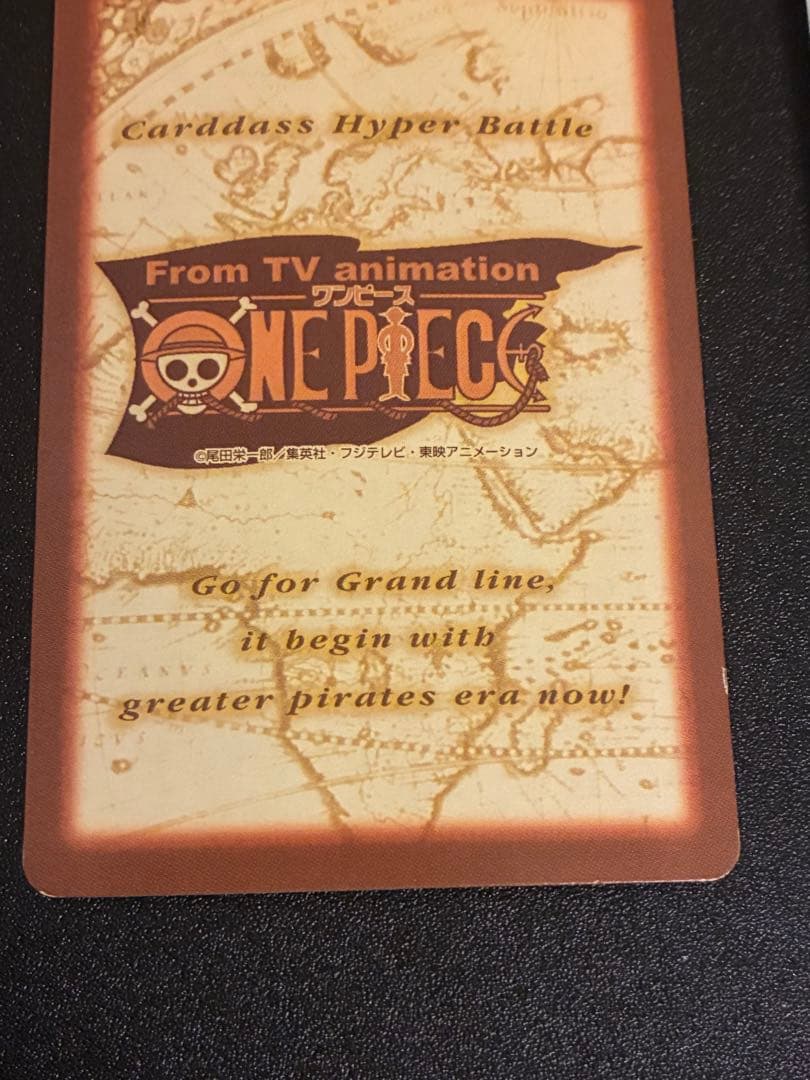 Septentrio
Carddass Hyper Battle
From TV animation
ワンピース
ONE PIECE
©尾田栄一郎／集英社・フジテレビ・東映アニメーション
Go for Grand line,
it begin with
greater pirates era now!